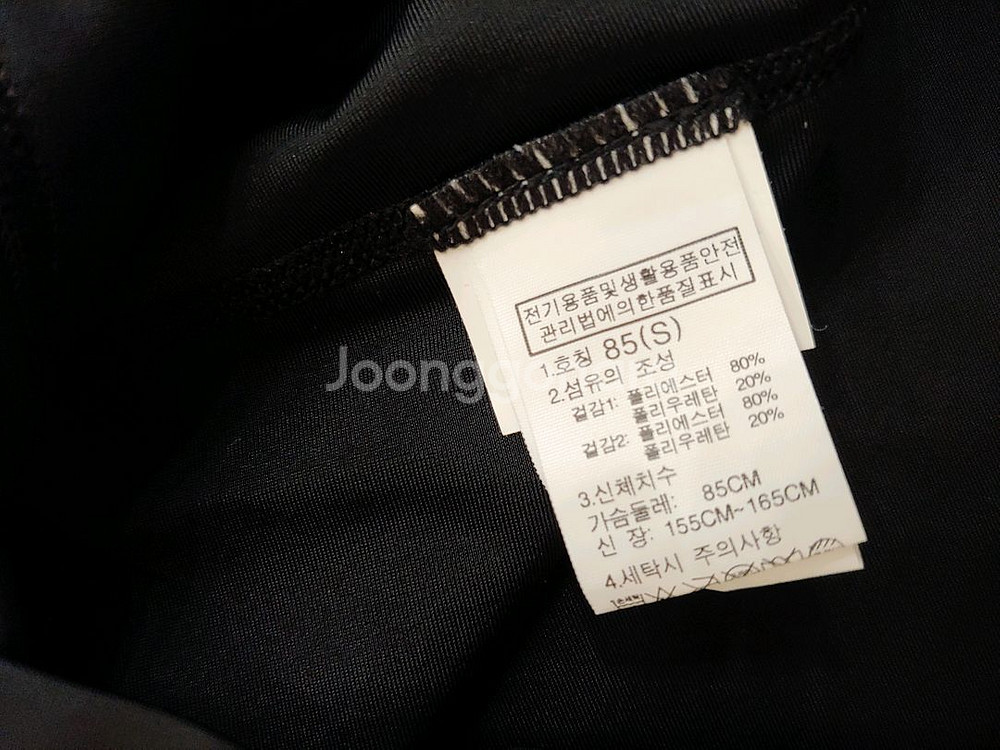 전기용품및생활용품안전
관리법에의한품질표시
1.호칭 85(S)
2.섬유의 조성
겉감1: 폴리에스터 80%
폴리우레탄 20%
겉감2: 폴리에스터 80%
폴리우레탄 20%
3.신체치수
가슴둘레: 85CM
신 장: 155CM~165CM
4.세탁시 주의사항